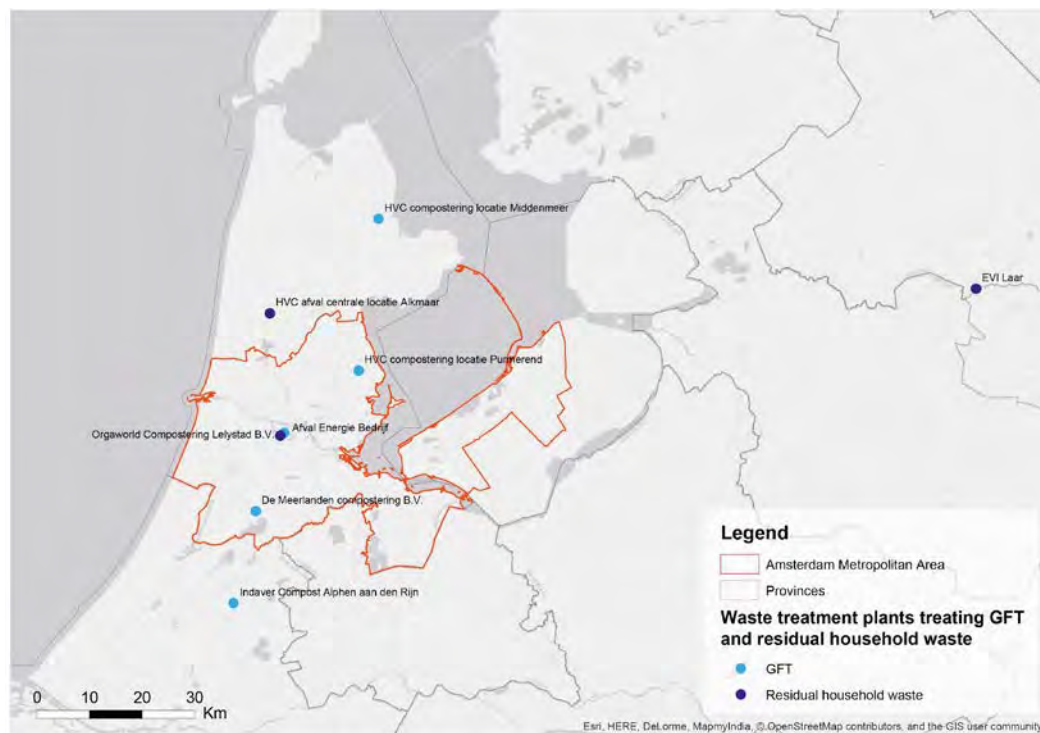 HVC compostering locatie Middenmeer
EVI Laar
HVC afval centrale locatie Alkmaar
HVC compostering locatie Purmerend
Afval Energie Bedrijf
Orgaworld Compostering Lelystad B.V.
De Meerlanden compostering B.V.
Indaver Compost Alphen aan den Rijn
Legend
Amsterdam Metropolitan Area
Provinces
Waste treatment plants treating GFT
and residual household waste
GFT
Residual household waste
0 10 20 30
Km
Esri, HERE, DeLorme, MapmyIndia, © OpenStreetMap contributors, and the GIS user community